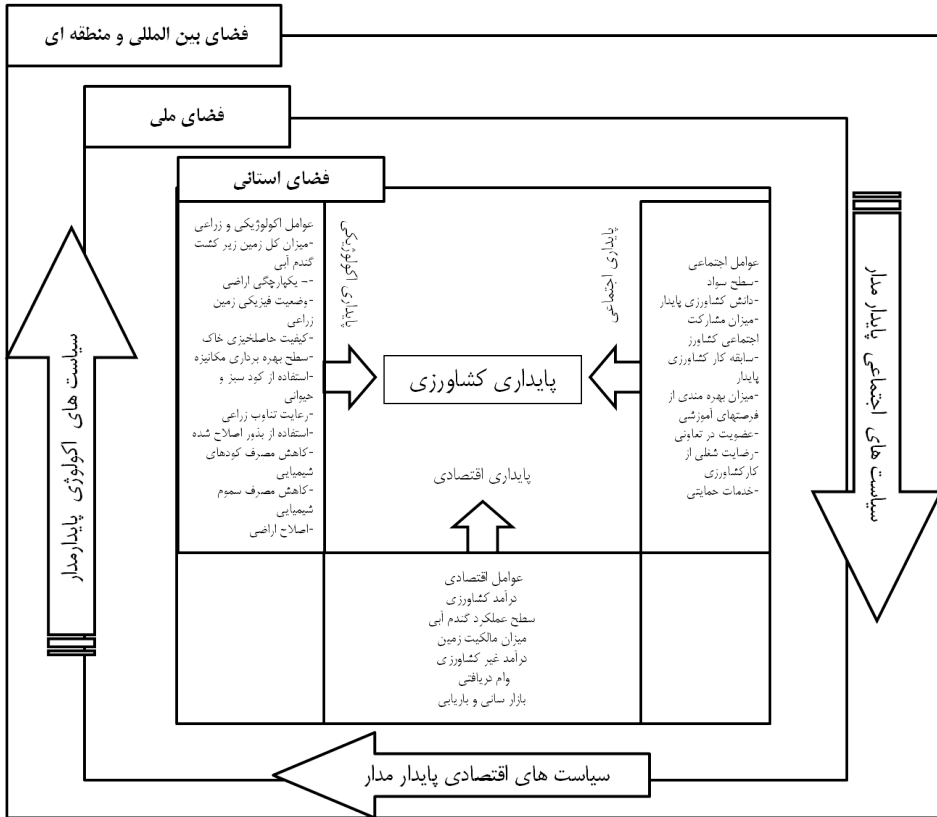 فضای بین المللی و منطقه ای
فضای ملی
فضای استانی
سیاست های اجتماعی پایدار مدار
عوامل اجتماعی
-سطح سواد
-دانش کشاورزی پایدار
-میزان مشارکت
اجتماعی کشاورز
-سابقه کار کشاورزی
پایدار
-میزان بهره مندی از
فرصتهای آموزشی
-عضویت در تعاونی
-رضایت شغلی از
کارکشاورزی
-خدمات حمایتی
پایداری اجتماعی
پایداری کشاورزی
پایداری اقتصادی
پایداری اکولوژیکی
عوامل اکولوژیکی و زراعی
-میزان کل زمین زیر کشت
گندم آبی
-- یکپارچگی اراضی
-وضعیت فیزیکی زمین
زراعی
-کیفیت حاصلخیزی خاک
-سطح بهره برداری مکانیزه
-استفاده از کود سبز و
حیوانی
-رعایت تناوب زراعی
-استفاده از بذور اصلاح شده
-کاهش مصرف کودهای
شیمیایی
-کاهش مصرف سموم
شیمیایی
-اصلاح اراضی
سیاست های اکولوژی پایدارمدار
عوامل اقتصادی
درآمد کشاورزی
سطح عملکرد گندم آبی
میزان مالکیت زمین
درآمد غیر کشاورزی
وام دریافتی
بازار سانی و باریابی
سیاست های اقتصادی پایدار مدار